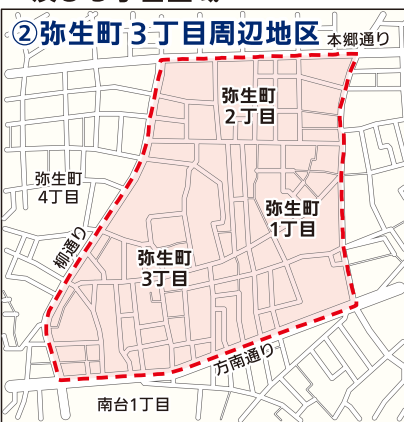 ②弥生町3丁目周辺地区
本郷通り
弥生町
2丁目
弥生町
4丁目
弥生町
1丁目
柳通り
弥生町
3丁目
方南通り
南台1丁目